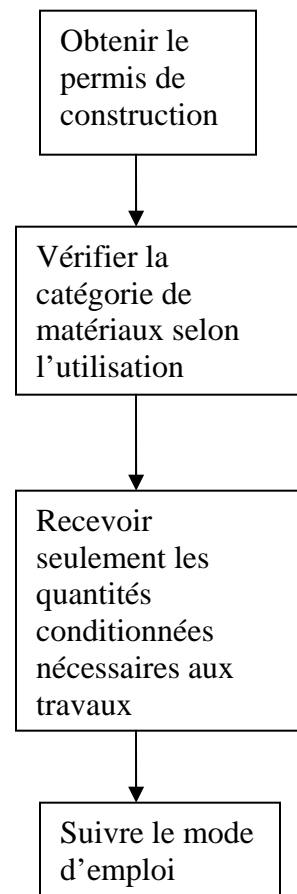 Obtenir le
permis de
construction
Vérifier la
catégorie de
matériaux selon
l’utilisation
Recevoir
seulement les
quantités
conditionnées
nécessaires aux
travaux
Suivre le mode
d’emploi